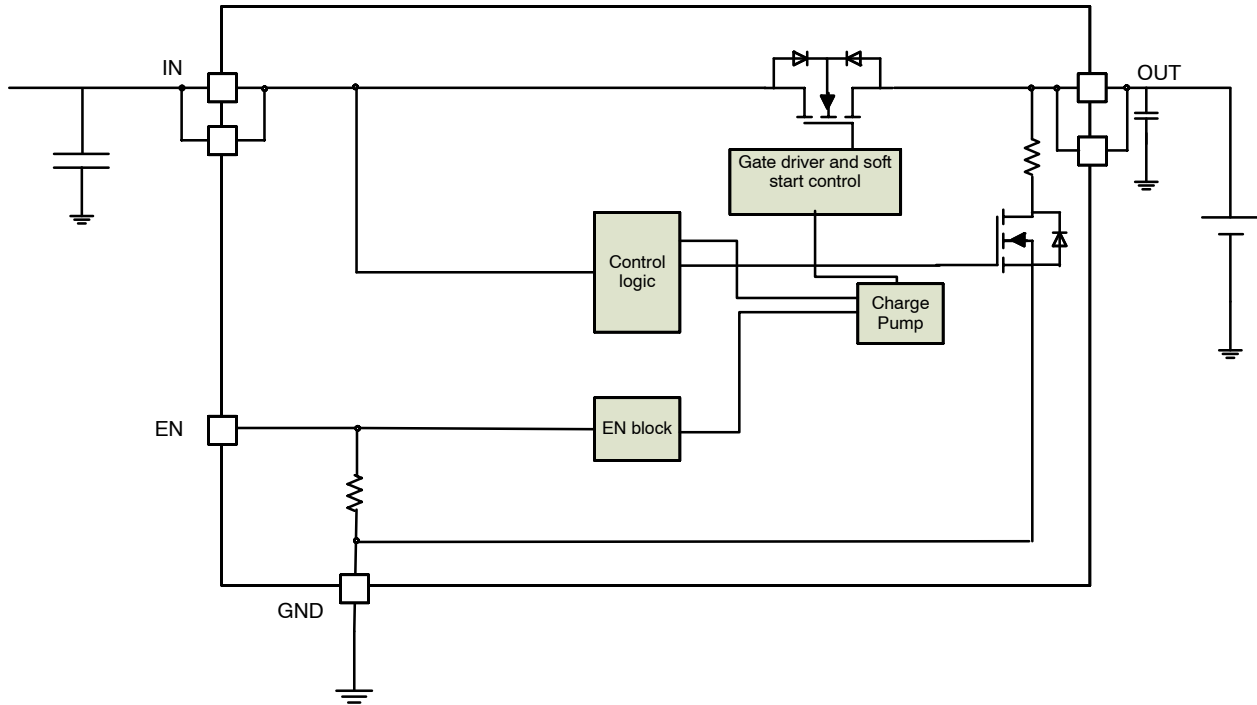 IN
OUT
Gate driver and soft
start control
Control
logic
Charge
Pump
EN
EN block
GND